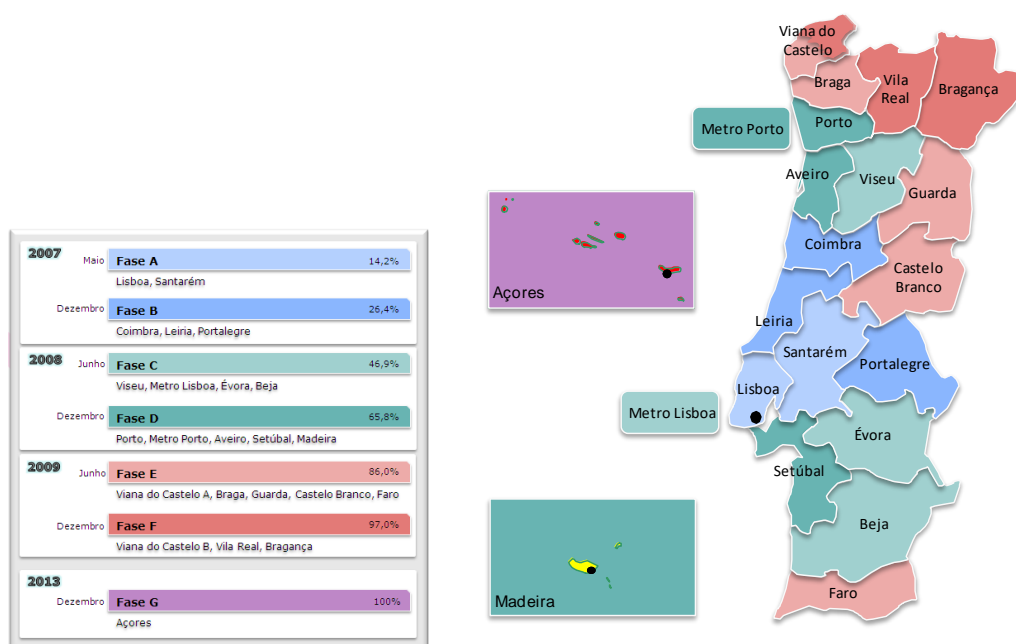 2007
Maio
Fase A
14,2%
Lisboa, Santarém
Dezembro
Fase B
26,4%
Coimbra, Leiria, Portalegre
2008
Junho
Fase C
46,9%
Viseu, Metro Lisboa, Évora, Beja
Dezembro
Fase D
65,8%
Porto, Metro Porto, Aveiro, Setúbal, Madeira
2009
Junho
Fase E
86,0%
Viana do Castelo A, Braga, Guarda, Castelo Branco, Faro
Dezembro
Fase F
97,0%
Viana do Castelo B, Vila Real, Bragança
2013
Dezembro
Fase G
100%
Açores
Açores
Madeira
Metro Porto
Metro Lisboa
Viana do
Castelo
Braga
Vila
Real
Bragança
Porto
Aveiro
Viseu
Guarda
Coimbra
Castelo
Branco
Leiria
Santarém
Portalegre
Lisboa
Évora
Setúbal
Beja
Faro